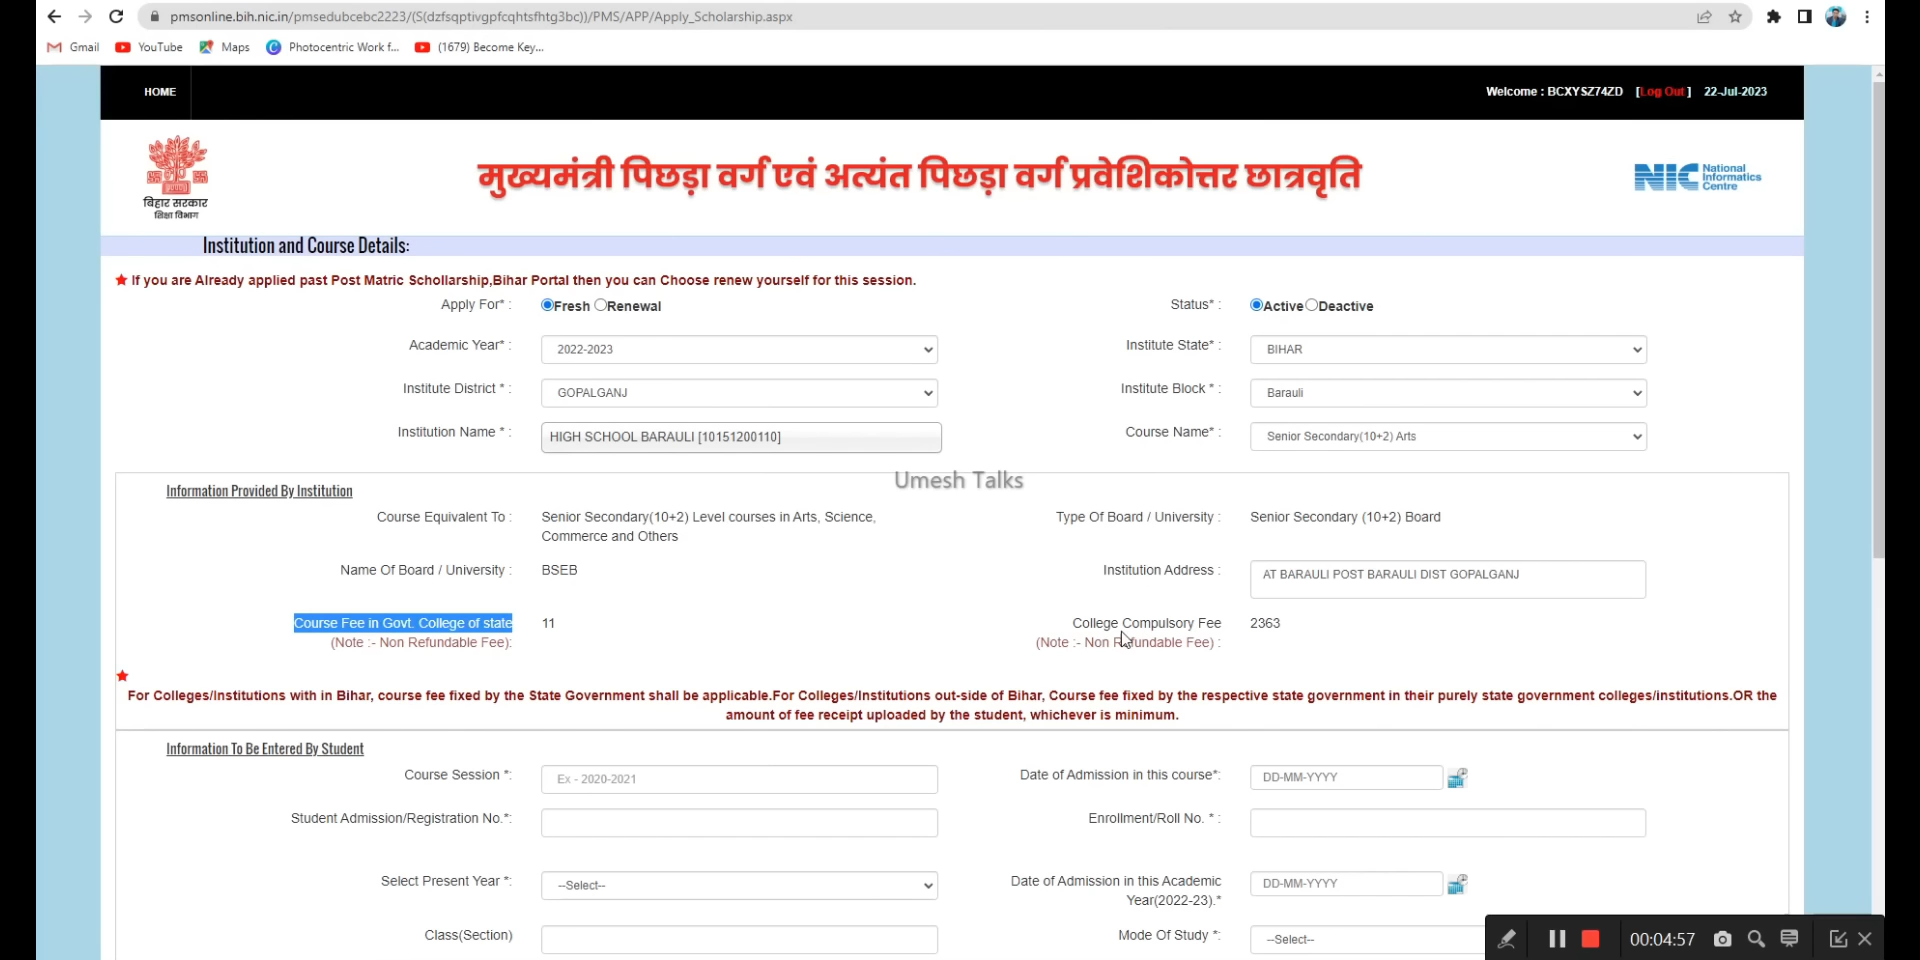 pmsonline.bih.nic.in/pmsedubcebc2223/(S(dzfsqptivgpfcqhtsfhtg3bc))/PMS/APP/Apply_Scholarship.aspx
Gmail YouTube Maps Photocentric Work f... (1679) Become Key...
HOME Welcome : BCXYSZ74ZD [Log Out ] 22-Jul-2023
मुख्यमंत्री पिछड़ा वर्ग एवं अत्यंत पिछड़ा वर्ग प्रवेशिकोत्तर छात्रवृति
बिहार सरकार
शिक्षा विभाग
NIC National Informatics Centre
Institution and Course Details:
If you are Already applied past Post Matric Schollarship,Bihar Portal then you can Choose renew yourself for this session.
Apply For* : Fresh Renewal Status* : Active Deactive
Academic Year* : 2022-2023 Institute State* : BIHAR
Institute District * : GOPALGANJ Institute Block * : Barauli
Institution Name * : HIGH SCHOOL BARAULI [10151200110] Course Name* : Senior Secondary(10+2) Arts
Umesh Talks
Information Provided By Institution
Course Equivalent To : Senior Secondary(10+2) Level courses in Arts, Science, Type Of Board / University : Senior Secondary (10+2) Board
Commerce and Others
Name Of Board / University : BSEB Institution Address : AT BARAULI POST BARAULI DIST GOPALGANJ
Course Fee in Govt. College of state 11 College Compulsory Fee 2363
(Note :- Non Refundable Fee): (Note :- Non Refundable Fee) :
For Colleges/Institutions with in Bihar, course fee fixed by the State Government shall be applicable.For Colleges/Institutions out-side of Bihar, Course fee fixed by the respective state government in their purely state government colleges/institutions.OR the
amount of fee receipt uploaded by the student, whichever is minimum.
Information To Be Entered By Student
Course Session *: Ex - 2020-2021 Date of Admission in this course*: DD-MM-YYYY
Student Admission/Registration No.*: Enrollment/Roll No. * :
Select Present Year *: --Select-- Date of Admission in this Academic DD-MM-YYYY
Year(2022-23).*
Class(Section) Mode Of Study *: --Select--
00:04:57